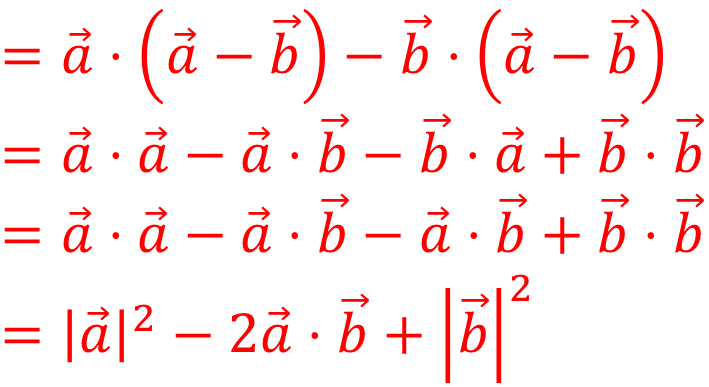 = a⃗ · (a⃗ − b⃗) − b⃗ · (a⃗ − b⃗)
= a⃗ · a⃗ − a⃗ · b⃗ − b⃗ · a⃗ + b⃗ · b⃗
= a⃗ · a⃗ − a⃗ · b⃗ − a⃗ · b⃗ + b⃗ · b⃗
= |a⃗|² − 2a⃗ · b⃗ + |b⃗|²